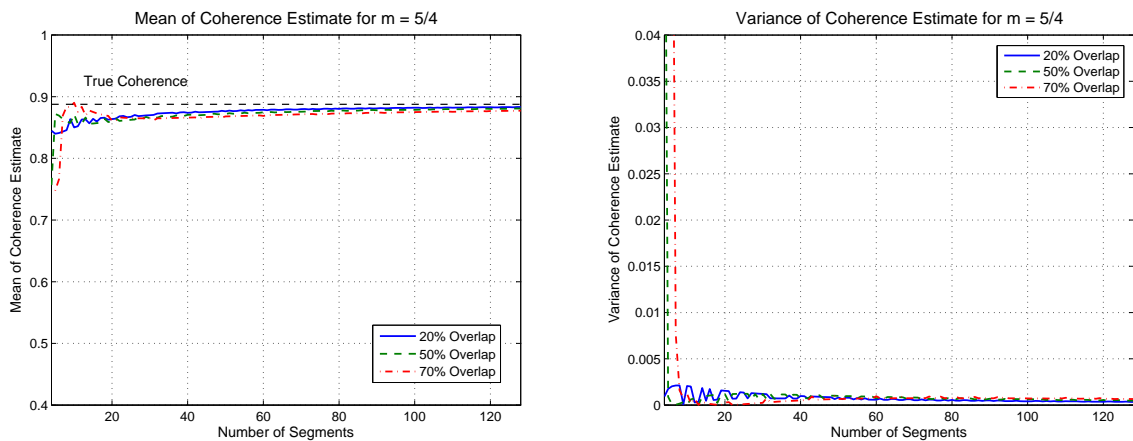 Mean of Coherence Estimate for m = 5/4
Mean of Coherence Estimate
1
0.9
0.8
0.7
0.6
0.5
0.4
True Coherence
20% Overlap
50% Overlap
70% Overlap
20 40 60 80 100 120
Number of Segments
Variance of Coherence Estimate for m = 5/4
Variance of Coherence Estimate
0.04
0.035
0.03
0.025
0.02
0.015
0.01
0.005
0
20% Overlap
50% Overlap
70% Overlap
20 40 60 80 100 120
Number of Segments